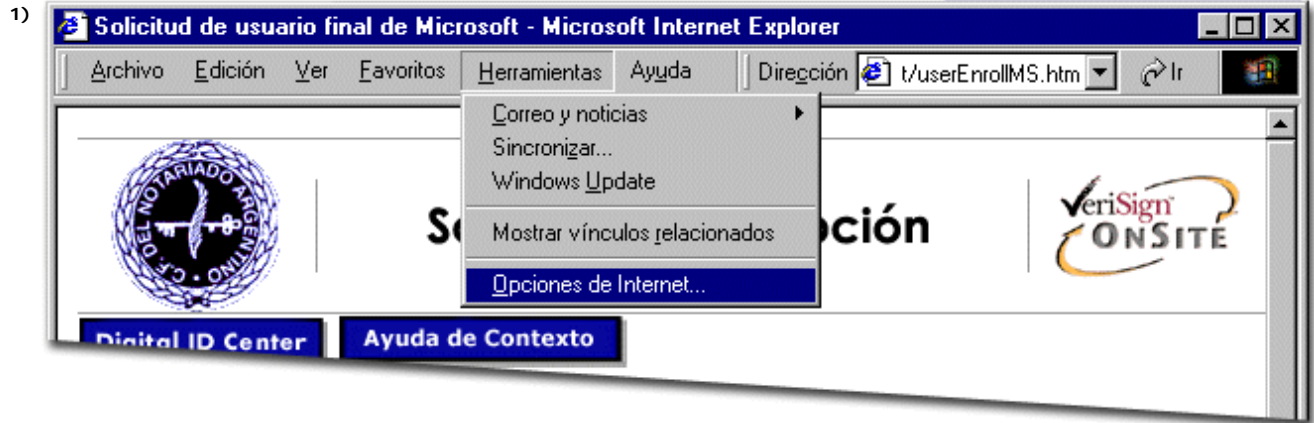 1)
Solicitud de usuario final de Microsoft - Microsoft Internet Explorer
Archivo Edición Ver Favoritos Herramientas Ayuda Dirección t/userEnrollMS.htm Ir
Correo y noticias
Sincronizar...
Windows Update
Mostrar vínculos relacionados
Opciones de Internet...
C.F. DEL NOTARIADO ARGENTINO · ONSV
VeriSign
ONSITE
Digital ID Center Ayuda de Contexto